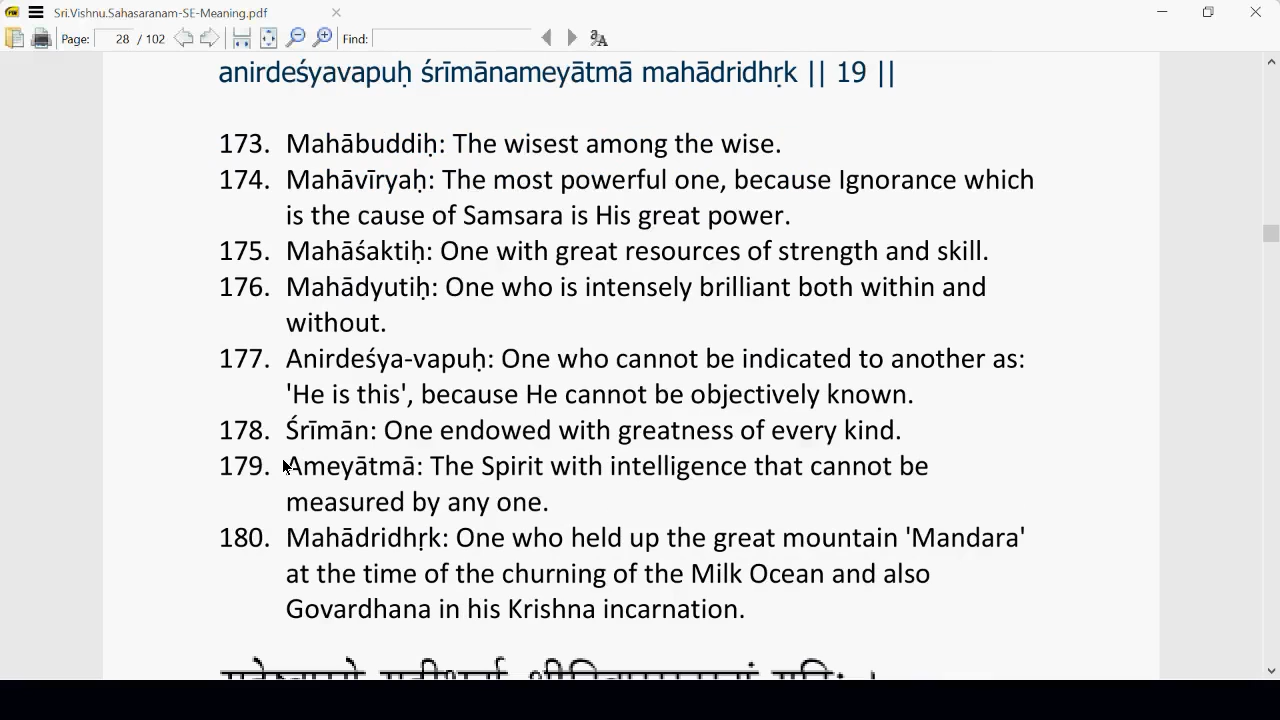 Sri.Vishnu.Sahasaranam-SE-Meaning.pdf
Page: 28 / 102 Find:
anirdeśyavapuḥ śrīmānameyātmā mahādridhṛk || 19 ||
173. Mahābuddiḥ: The wisest among the wise.
174. Mahāvīryaḥ: The most powerful one, because Ignorance which
is the cause of Samsara is His great power.
175. Mahāśaktiḥ: One with great resources of strength and skill.
176. Mahādyutiḥ: One who is intensely brilliant both within and
without.
177. Anirdeśya-vapuḥ: One who cannot be indicated to another as:
'He is this', because He cannot be objectively known.
178. Śrīmān: One endowed with greatness of every kind.
179. Ameyātmā: The Spirit with intelligence that cannot be
measured by any one.
180. Mahādridhṛk: One who held up the great mountain 'Mandara'
at the time of the churning of the Milk Ocean and also
Govardhana in his Krishna incarnation.